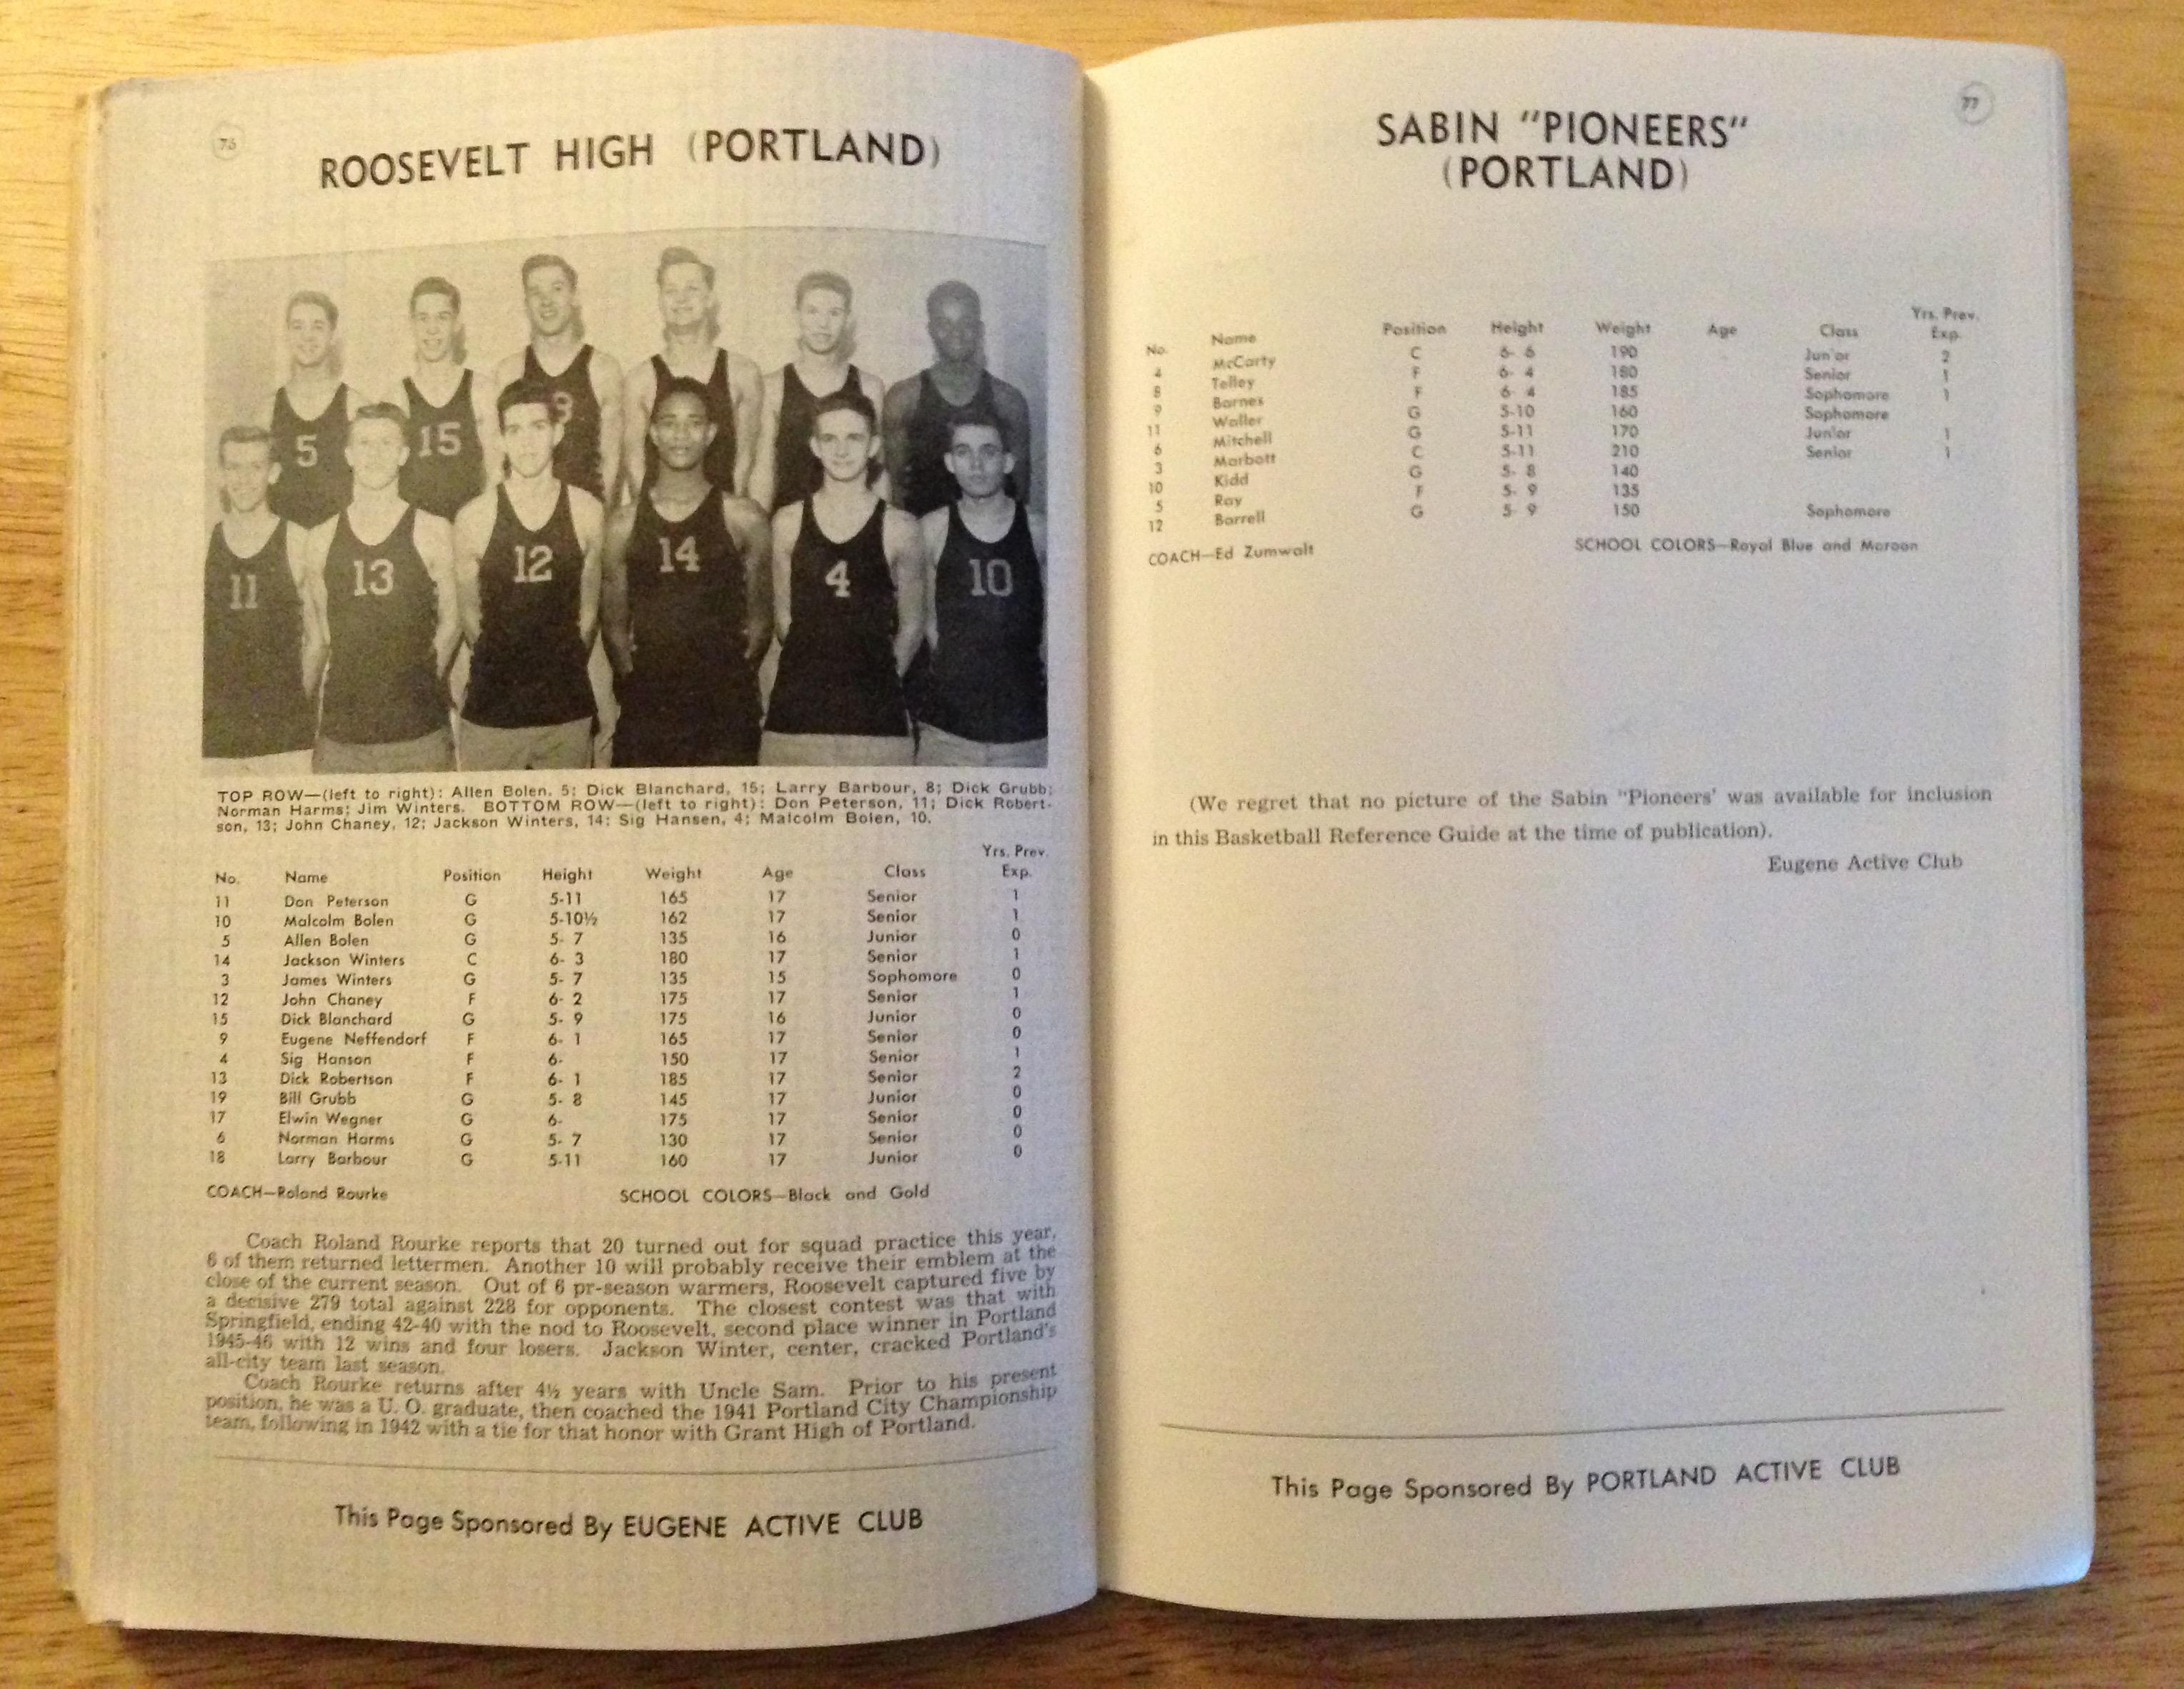 76
ROOSEVELT HIGH (PORTLAND)
5
15
11
13
12
14
4
10
TOP ROW—(left to right): Allen Bolen, 5; Dick Blanchard, 15; Larry Barbour, 8; Dick Grubb;
Norman Harms; Jim Winters. BOTTOM ROW—(left to right): Don Peterson, 11; Dick Robert-
son, 13; John Chaney, 12; Jackson Winters, 14; Sig Hansen, 4; Malcolm Bolen, 10.
No. Name Position Height Weight Age Class Yrs. Prev. Exp.
11 Don Peterson G 5-11 165 17 Senior 1
10 Malcolm Bolen G 5-10½ 162 17 Senior 1
5 Allen Bolen G 5- 7 135 16 Junior 0
14 Jackson Winters C 6- 3 180 17 Senior 1
3 James Winters G 5- 7 135 15 Sophomore 0
12 John Chaney F 6- 2 175 17 Senior 1
15 Dick Blanchard G 5- 9 175 16 Junior 0
9 Eugene Neffendorf F 6- 1 165 17 Senior 0
4 Sig Hanson F 6- 150 17 Senior 1
13 Dick Robertson F 6- 1 185 17 Senior 2
19 Bill Grubb G 5- 8 145 17 Junior 0
17 Elwin Wegner G 6- 175 17 Senior 0
6 Norman Harms G 5- 7 130 17 Senior 0
18 Larry Barbour G 5-11 160 17 Junior 0
COACH—Roland Rourke SCHOOL COLORS—Black and Gold
Coach Roland Rourke reports that 20 turned out for squad practice this year,
6 of them returned lettermen. Another 10 will probably receive their emblem at the
close of the current season. Out of 6 pr-season warmers, Roosevelt captured five by
a decisive 279 total against 228 for opponents. The closest contest was that with
Springfield, ending 42-40 with the nod to Roosevelt, second place winner in Portland
1945-46 with 12 wins and four losers. Jackson Winter, center, cracked Portland's
all-city team last season.
Coach Rourke returns after 4½ years with Uncle Sam. Prior to his present
position, he was a U. O. graduate, then coached the 1941 Portland City Championship
team, following in 1942 with a tie for that honor with Grant High of Portland.
This Page Sponsored By EUGENE ACTIVE CLUB
77
SABIN "PIONEERS"
(PORTLAND)
No. Name Position Height Weight Age Class Yrs. Prev. Exp.
4 McCarty C 6- 6 190 Junior 2
8 Telley F 6- 4 180 Senior 1
9 Barnes F 6- 4 185 Sophomore 1
11 Waller G 5-10 160 Sophomore
6 Mitchell G 5-11 170 Junior 1
3 Marbott C 5-11 210 Senior 1
10 Kidd G 5- 8 140
5 Ray F 5- 9 135
12 Barrell G 5- 9 150 Sophomore
COACH—Ed Zumwalt SCHOOL COLORS—Royal Blue and Maroon
(We regret that no picture of the Sabin "Pioneers' was available for inclusion
in this Basketball Reference Guide at the time of publication).
Eugene Active Club
This Page Sponsored By PORTLAND ACTIVE CLUB